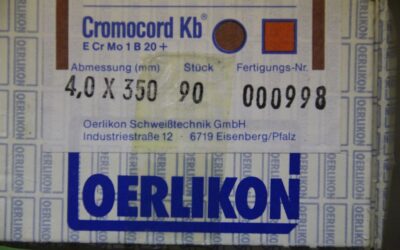 Cromocord Kb®
E Cr Mo 1 B 20 +
Abmessung (mm) Stück Fertigungs-Nr.
4,0 X 350 90 000998
Oerlikon Schweißtechnik GmbH
Industriestraße 12 · 6719 Eisenberg/Pfalz
OERLIKON